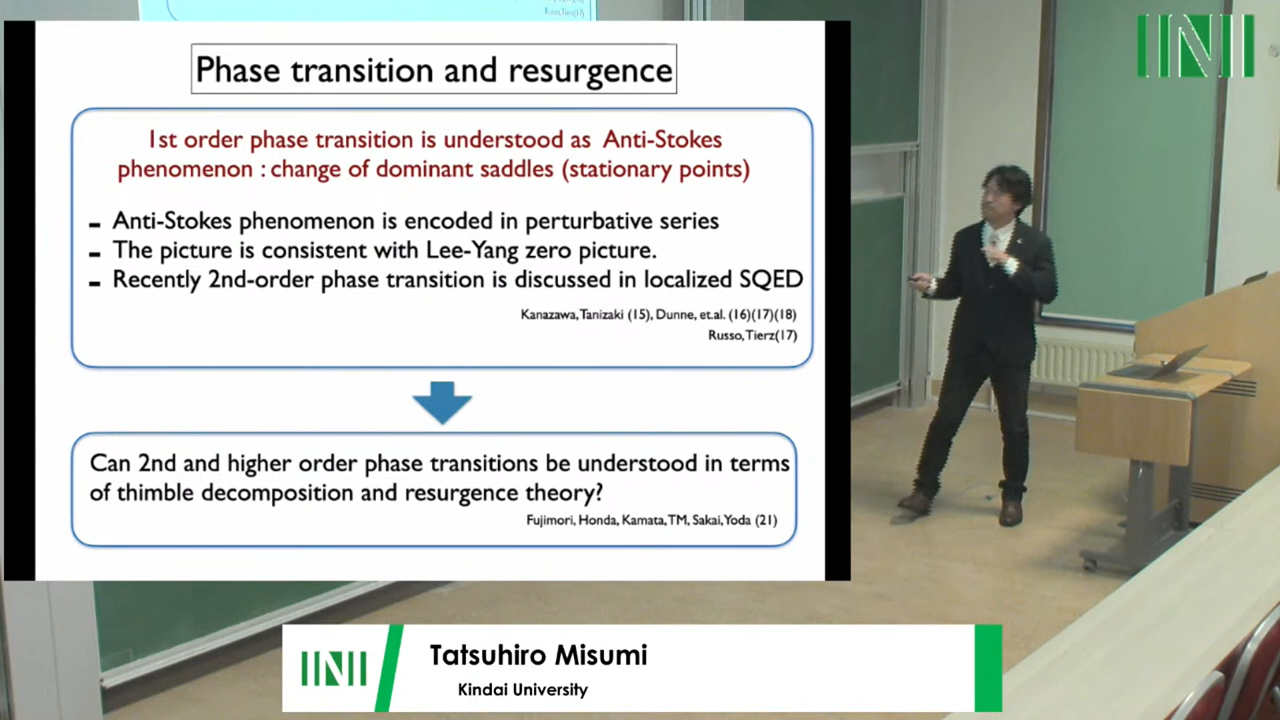 Phase transition and resurgence
1st order phase transition is understood as Anti-Stokes
phenomenon : change of dominant saddles (stationary points)
- Anti-Stokes phenomenon is encoded in perturbative series
- The picture is consistent with Lee-Yang zero picture.
- Recently 2nd-order phase transition is discussed in localized SQED
Kanazawa, Tanizaki (15), Dunne, et.al. (16)(17)(18)
Russo, Tierz(17)
Can 2nd and higher order phase transitions be understood in terms
of thimble decomposition and resurgence theory?
Fujimori, Honda, Kamata, TM, Sakai, Yoda (21)
Tatsuhiro Misumi
Kindai University